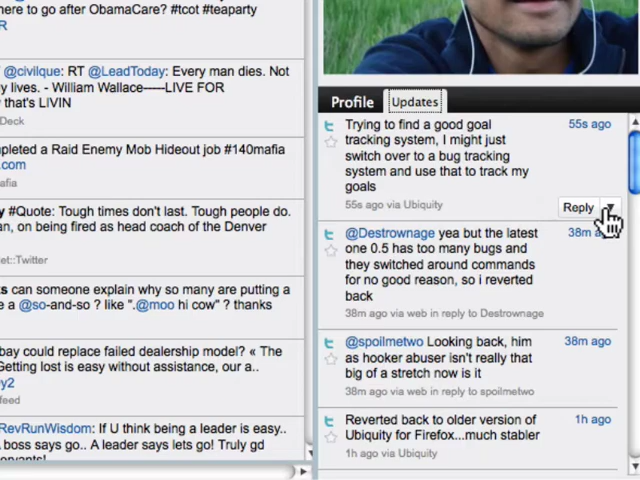 here to go after ObamaCare? #tcot #teaparty
@civilque: RT @LeadToday: Every man dies. Not
y lives. - William Wallace-----LIVE FOR
that's LIVIN
Deck
pleted a Raid Enemy Mob Hideout job #140mafia
.com
afia
y #Quote: Tough times don't last. Tough people do.
an, on being fired as head coach of the Denver
et::Twitter
ks can someone explain why so many are putting a
e a @so-and-so ? like ".@moo hi cow" ? thanks
bay could replace failed dealership model? « The
Getting lost is easy without assistance, our a..
y2
feed
RevRunWisdom: If U think being a leader is easy..
boss says go.. A leader says lets go! Truly gd
servants!
Profile Updates
Trying to find a good goal 55s ago
tracking system, I might just
switch over to a bug tracking
system and use that to track my
goals
55s ago via Ubiquity
Reply
@Destrownage yea but the latest 38m
one 0.5 has too many bugs and
they switched around commands
for no good reason, so i reverted
back
38m ago via web in reply to Destrownage
@spoilmetwo Looking back, him 38m ago
as hooker abuser isn't really that
big of a stretch now is it
38m ago via web in reply to spoilmetwo
Reverted back to older version of 1h ago
Ubiquity for Firefox...much stabler
1h ago via Ubiquity